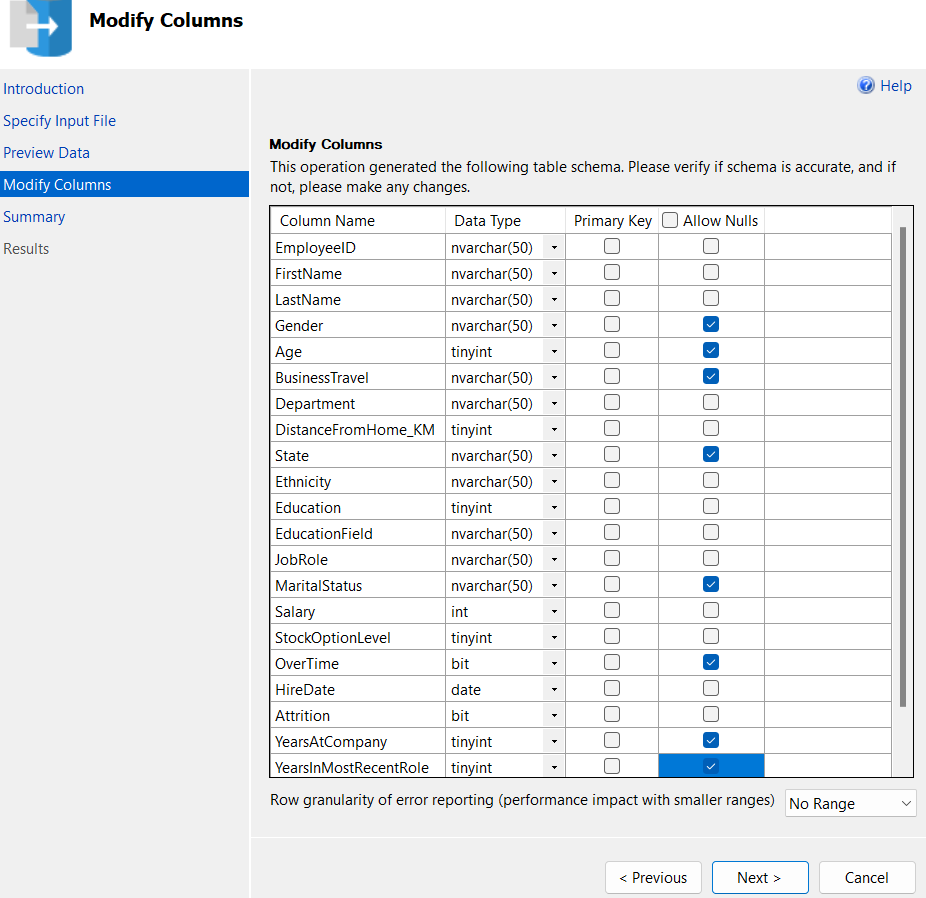 Modify Columns
Introduction
Specify Input File
Preview Data
Modify Columns
Summary
Results
Help
Modify Columns
This operation generated the following table schema. Please verify if schema is accurate, and if
not, please make any changes.
Column Name Data Type Primary Key Allow Nulls
EmployeeID nvarchar(50)
FirstName nvarchar(50)
LastName nvarchar(50)
Gender nvarchar(50)
Age tinyint
BusinessTravel nvarchar(50)
Department nvarchar(50)
DistanceFromHome_KM tinyint
State nvarchar(50)
Ethnicity nvarchar(50)
Education tinyint
EducationField nvarchar(50)
JobRole nvarchar(50)
MaritalStatus nvarchar(50)
Salary int
StockOptionLevel tinyint
OverTime bit
HireDate date
Attrition bit
YearsAtCompany tinyint
YearsInMostRecentRole tinyint
Row granularity of error reporting (performance impact with smaller ranges) No Range
< Previous Next > Cancel